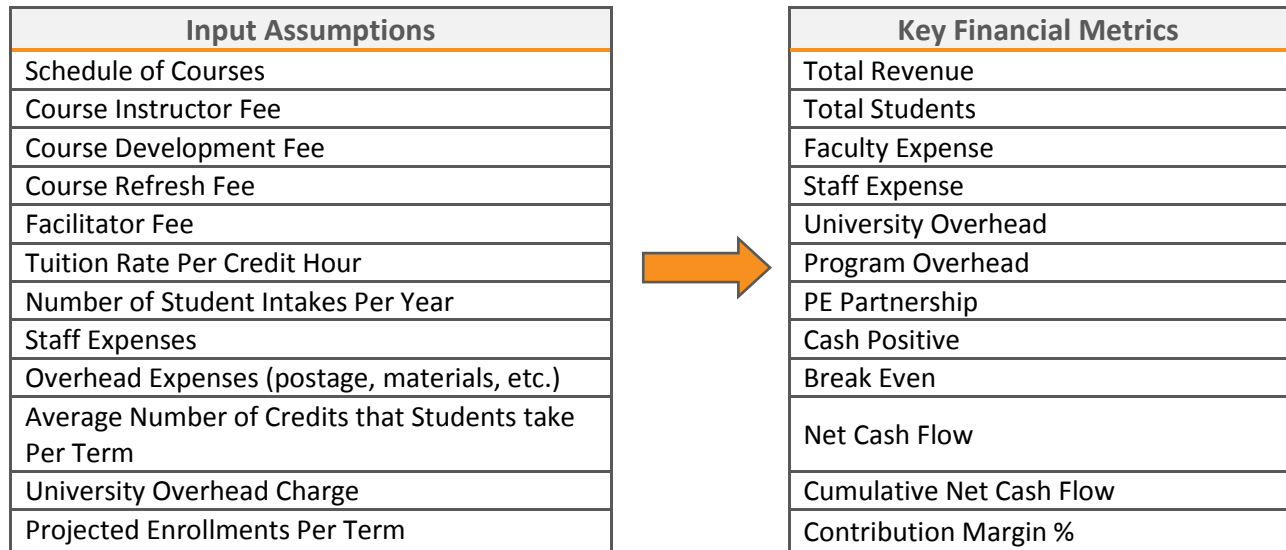 Input Assumptions
Schedule of Courses
Course Instructor Fee
Course Development Fee
Course Refresh Fee
Facilitator Fee
Tuition Rate Per Credit Hour
Number of Student Intakes Per Year
Staff Expenses
Overhead Expenses (postage, materials, etc.)
Average Number of Credits that Students take
Per Term
University Overhead Charge
Projected Enrollments Per Term
Key Financial Metrics
Total Revenue
Total Students
Faculty Expense
Staff Expense
University Overhead
Program Overhead
PE Partnership
Cash Positive
Break Even
Net Cash Flow
Cumulative Net Cash Flow
Contribution Margin %